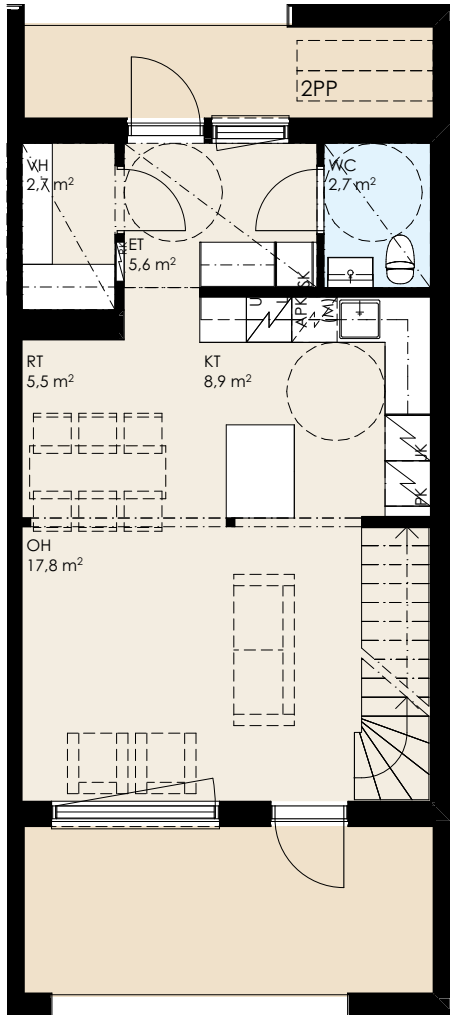 2PP
VH
2,7 m²
WC
2,7 m²
ET
5,6 m²
SK
U
L
APK
(M)
RT
5,5 m²
KT
8,9 m²
JK
PK
OH
17,8 m²